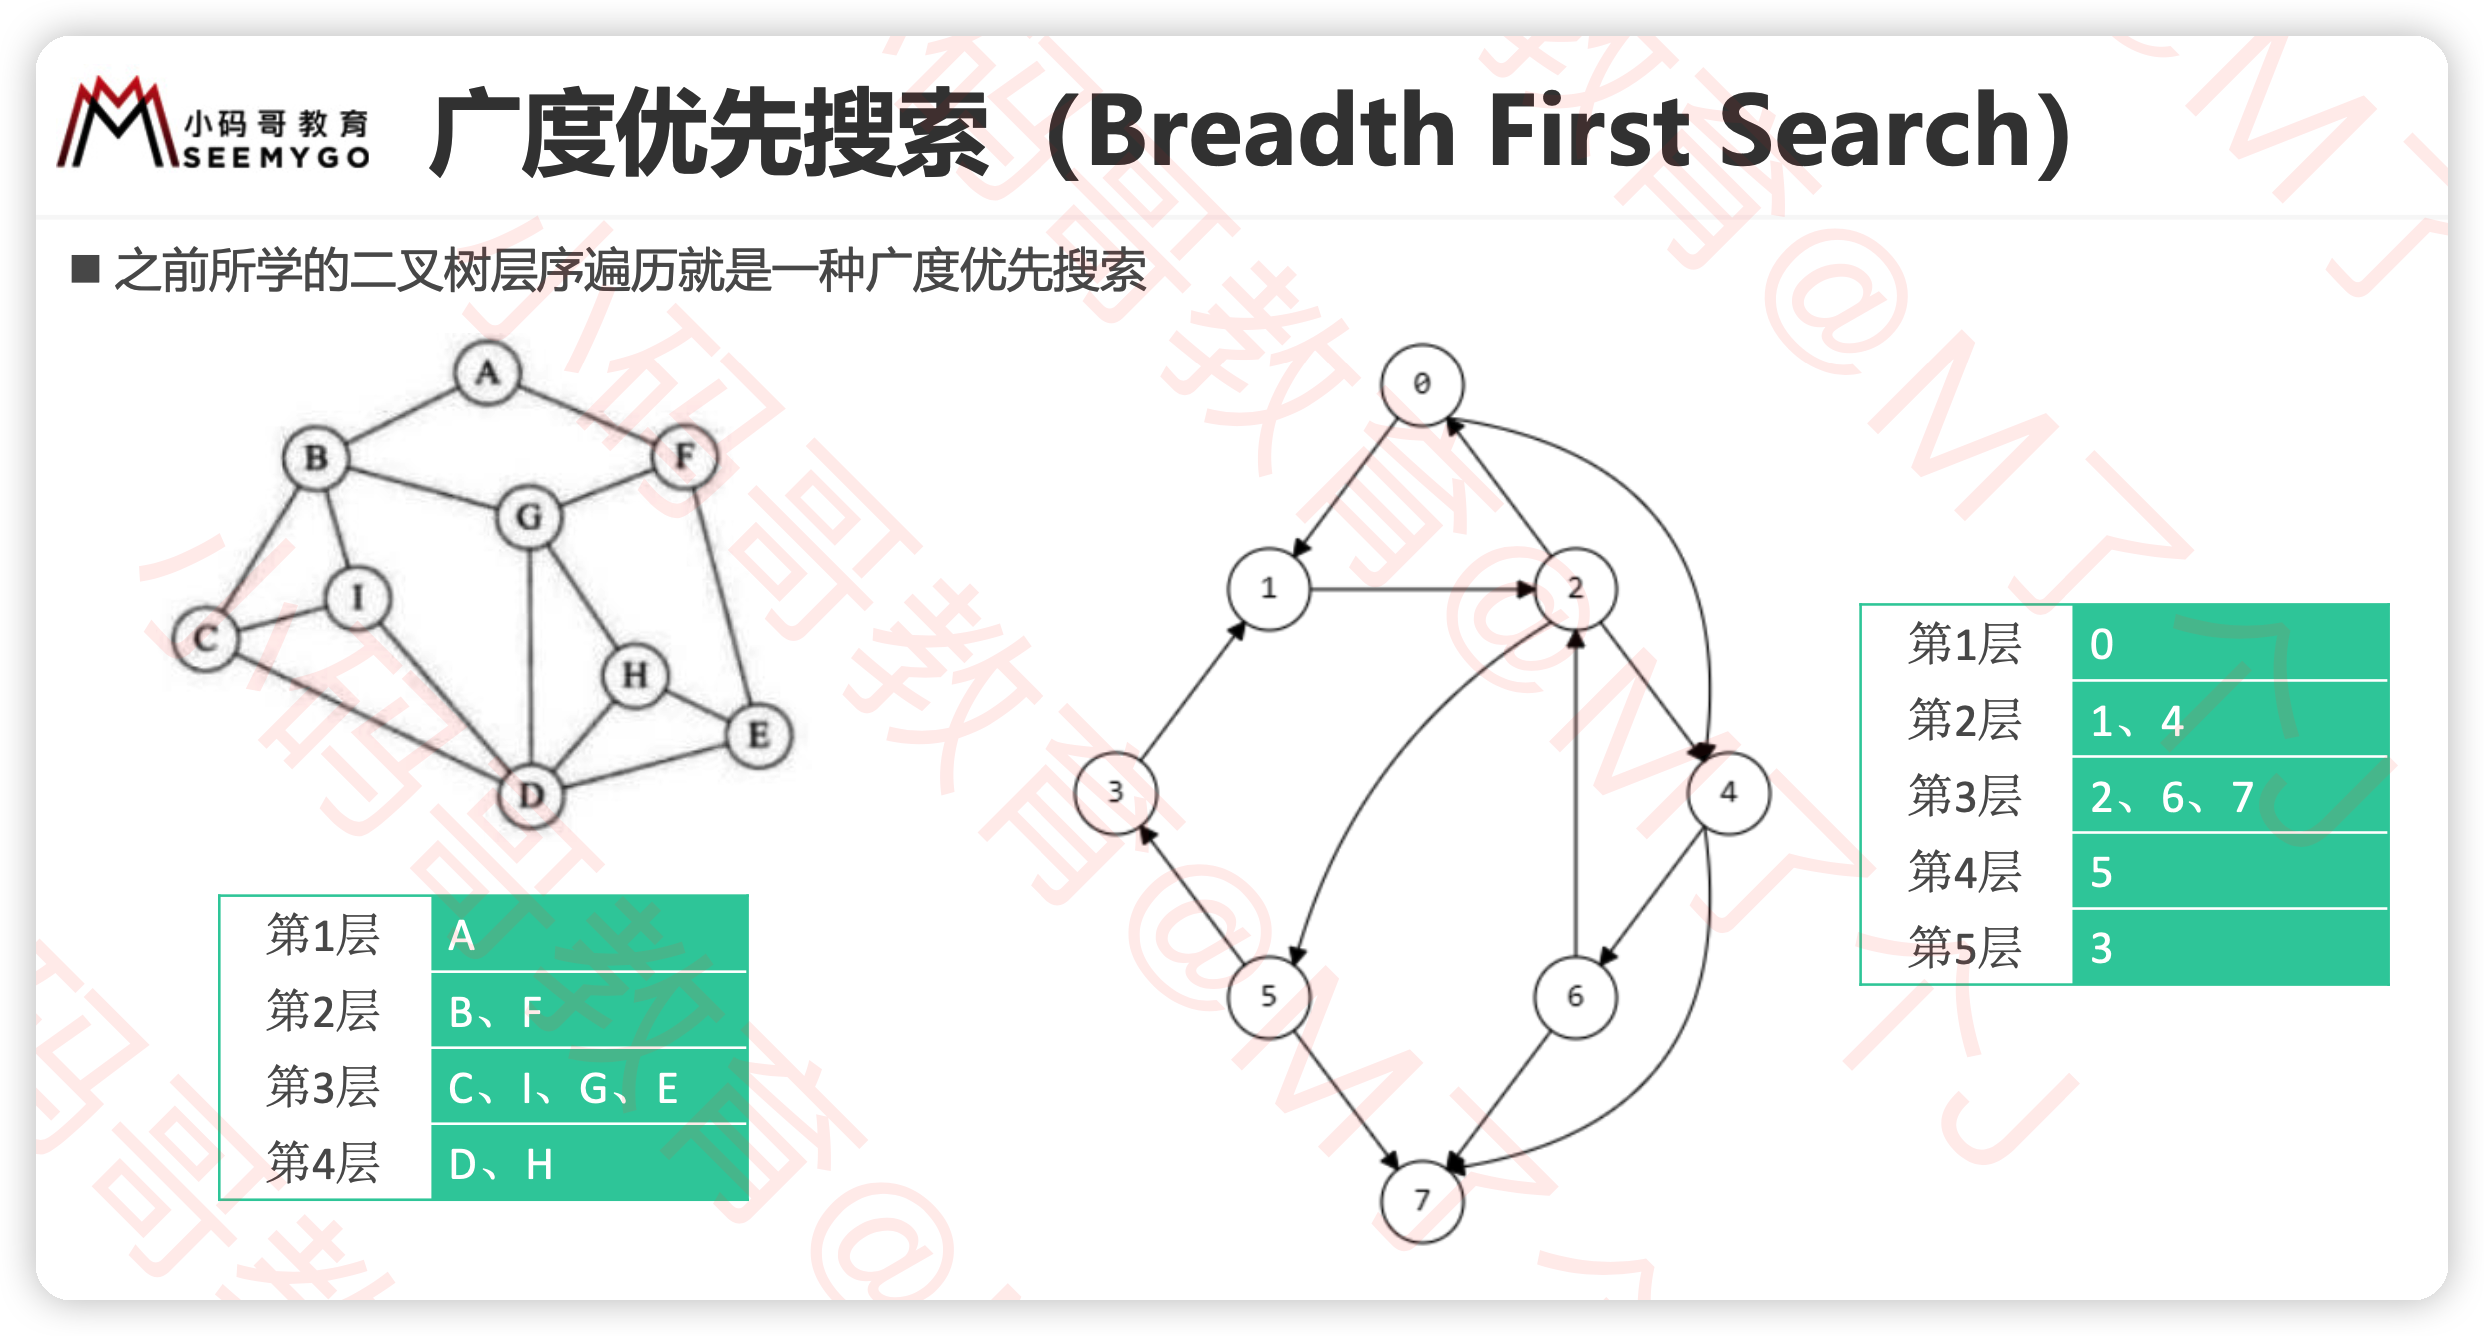 小码哥教育
SEEMYGO
广度优先搜索（Breadth First Search）
■ 之前所学的二叉树层序遍历就是一种广度优先搜索
A
B
F
G
I
C
H
E
D
第1层 A
第2层 B、F
第3层 C、I、G、E
第4层 D、H
0
1
2
3
4
5
6
7
第1层 0
第2层 1、4
第3层 2、6、7
第4层 5
第5层 3
小码哥教育@M了个J